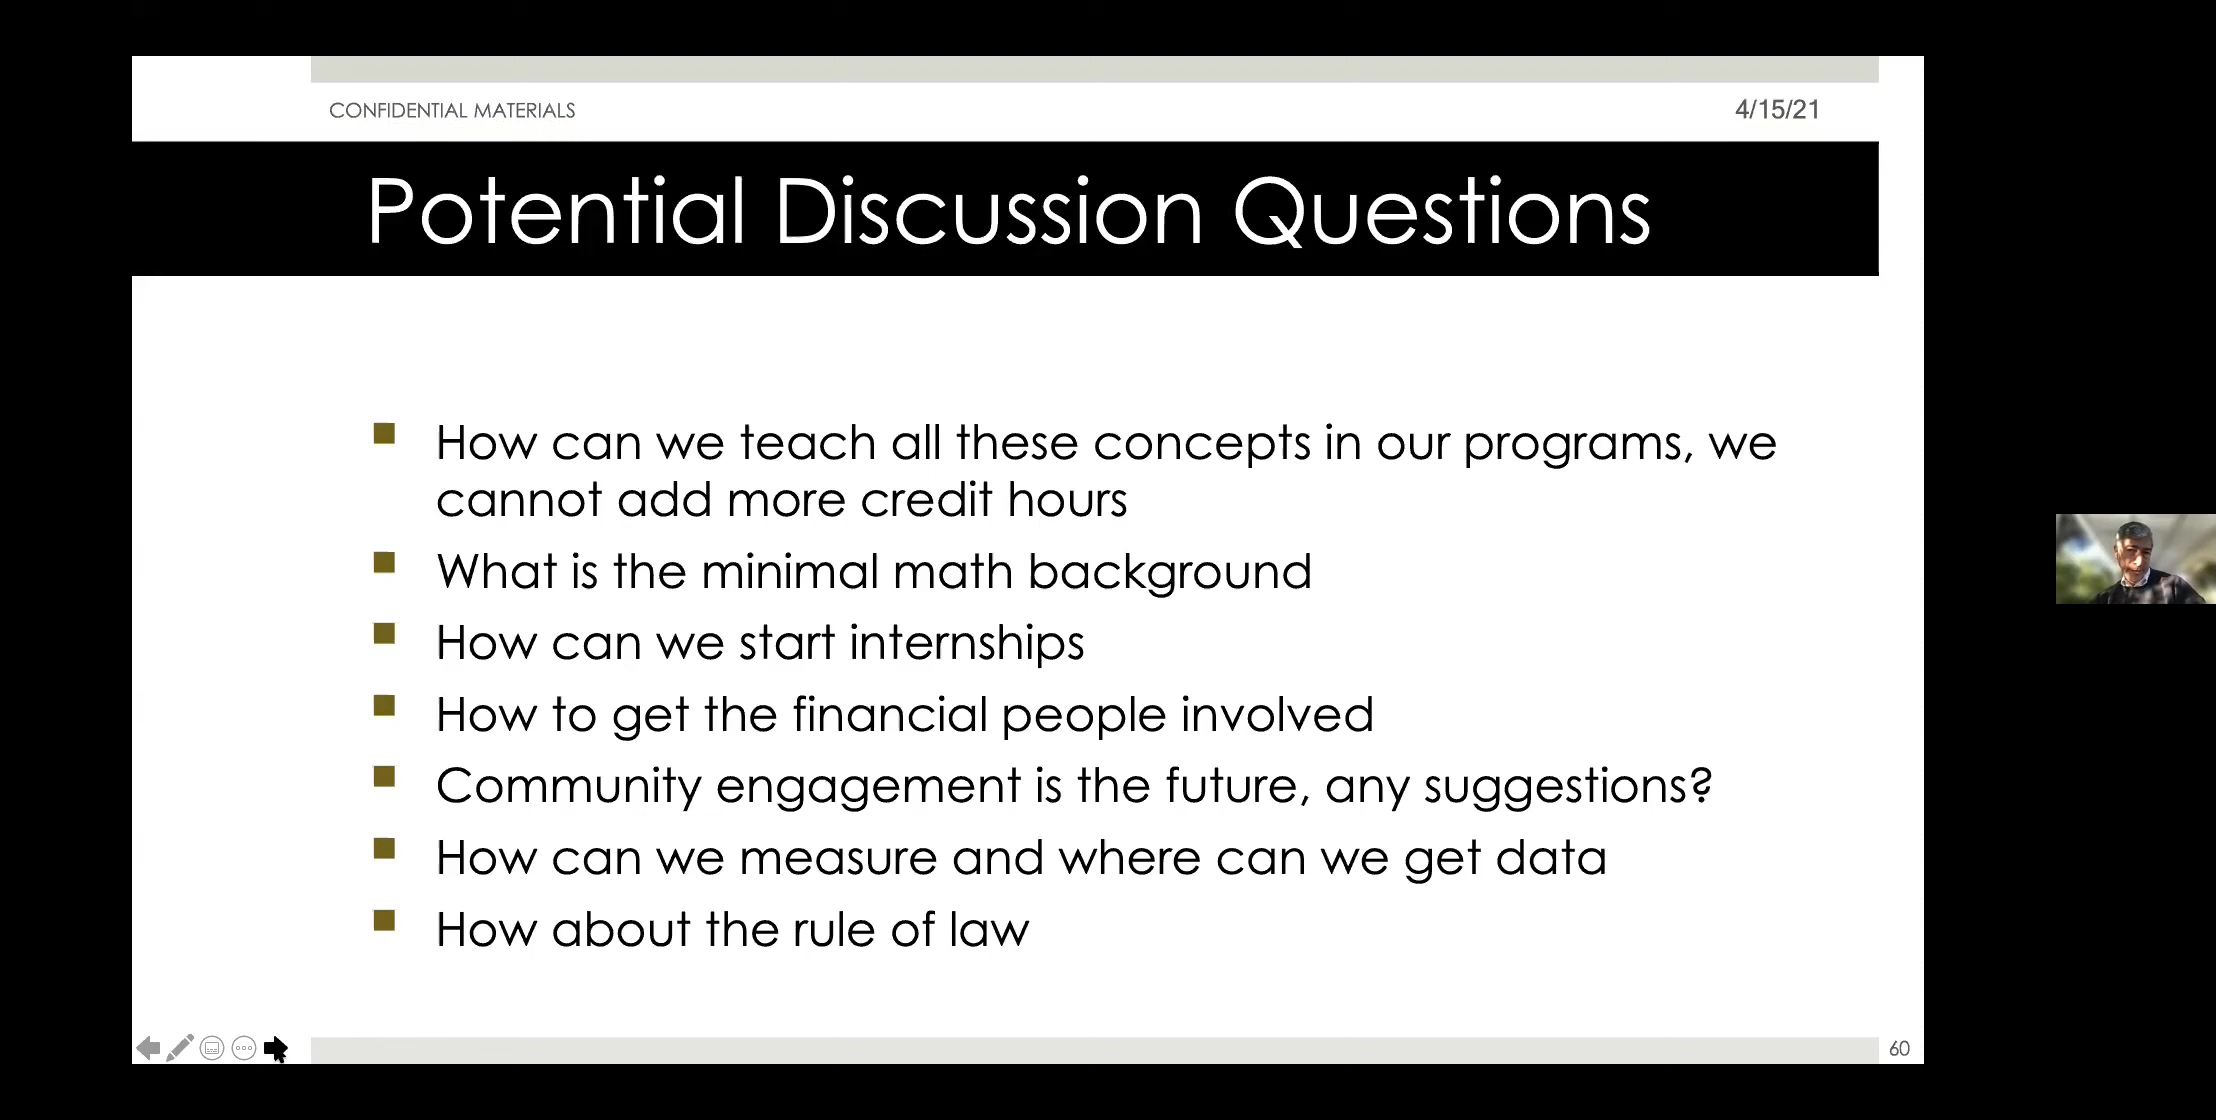 CONFIDENTIAL MATERIALS
4/15/21
Potential Discussion Questions
How can we teach all these concepts in our programs, we
cannot add more credit hours
What is the minimal math background
How can we start internships
How to get the financial people involved
Community engagement is the future, any suggestions?
How can we measure and where can we get data
How about the rule of law
60